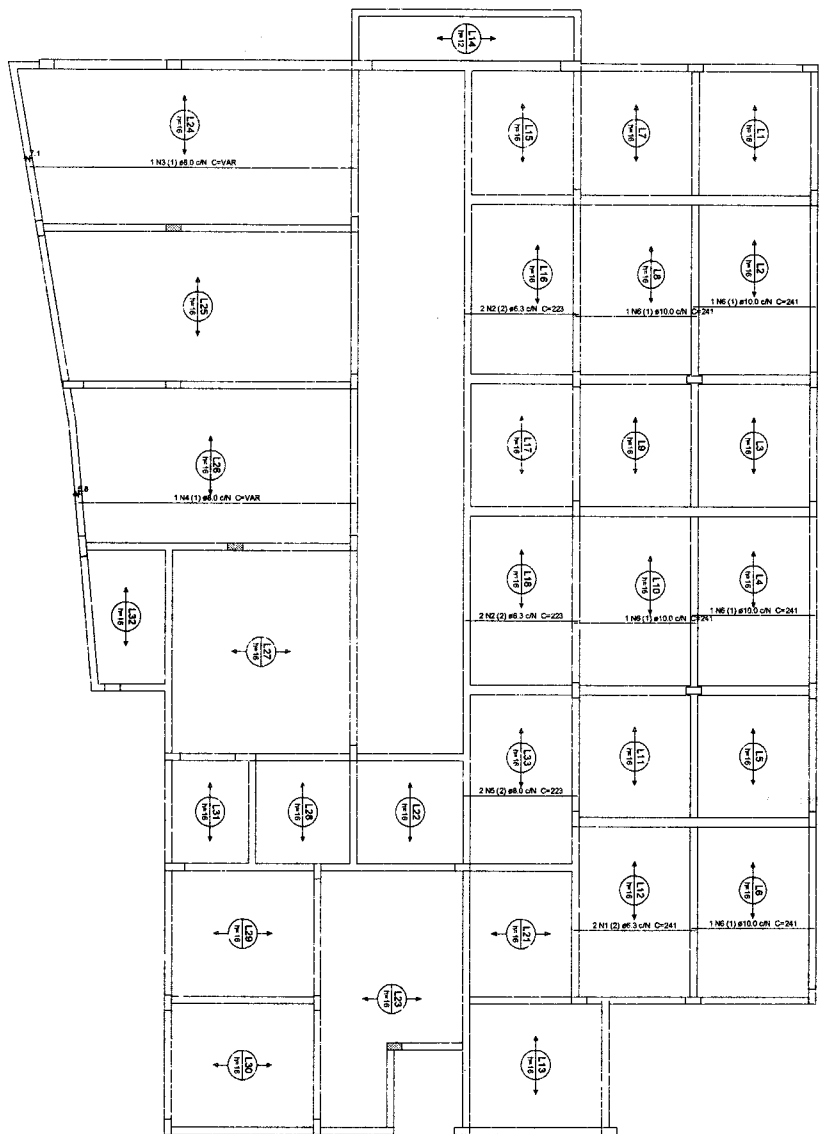 L14
h=12
L24
h=16
L15
h=16
L7
h=16
L1
h=16
7.1
1 N3 (1) ø8.0 c/N C=VAR
L25
h=16
L16
h=16
L8
h=16
L2
h=16
2 N2 (2) ø6.3 c/N C=223
1 N6 (1) ø10.0 c/N C=241
1 N6 (1) ø10.0 c/N C=241
L26
h=16
L17
h=16
L9
h=16
L3
h=16
1 N4 (1) ø8.0 c/N C=VAR
L32
h=16
L27
h=16
L18
h=16
L10
h=16
L4
h=16
2 N2 (2) ø6.3 c/N C=223
1 N6 (1) ø10.0 c/N C=241
1 N6 (1) ø10.0 c/N C=241
L31
h=16
L28
h=16
L22
h=16
L33
h=16
L11
h=16
L5
h=16
2 N5 (2) ø8.0 c/N C=223
L29
h=16
L21
h=16
L12
h=16
L6
h=16
2 N1 (2) ø6.3 c/N C=241
1 N6 (1) ø10.0 c/N C=241
L23
h=16
L30
h=16
L13
h=16